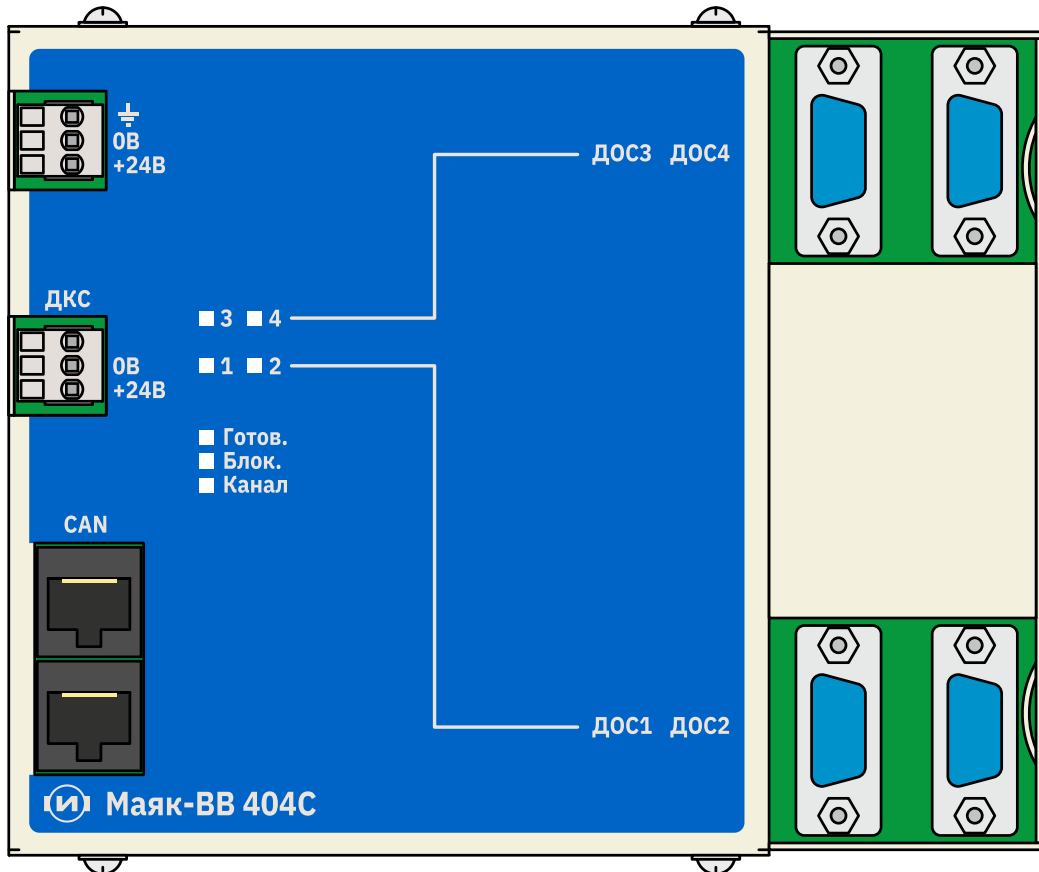 0В
+24В
ДОС3 ДОС4
ДКС
3 4
0В
+24В
1 2
Готов.
Блок.
Канал
CAN
ДОС1 ДОС2
Маяк-ВВ 404С